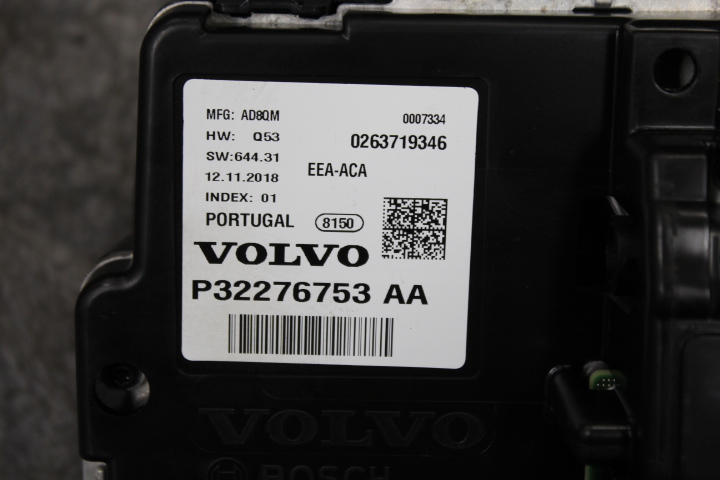 MFG: AD8QM 0007334
HW: Q53 0263719346
SW:644.31 EEA-ACA
12.11.2018
INDEX: 01
PORTUGAL 8150
VOLVO
P32276753 AA
VOLVO
BOSCH